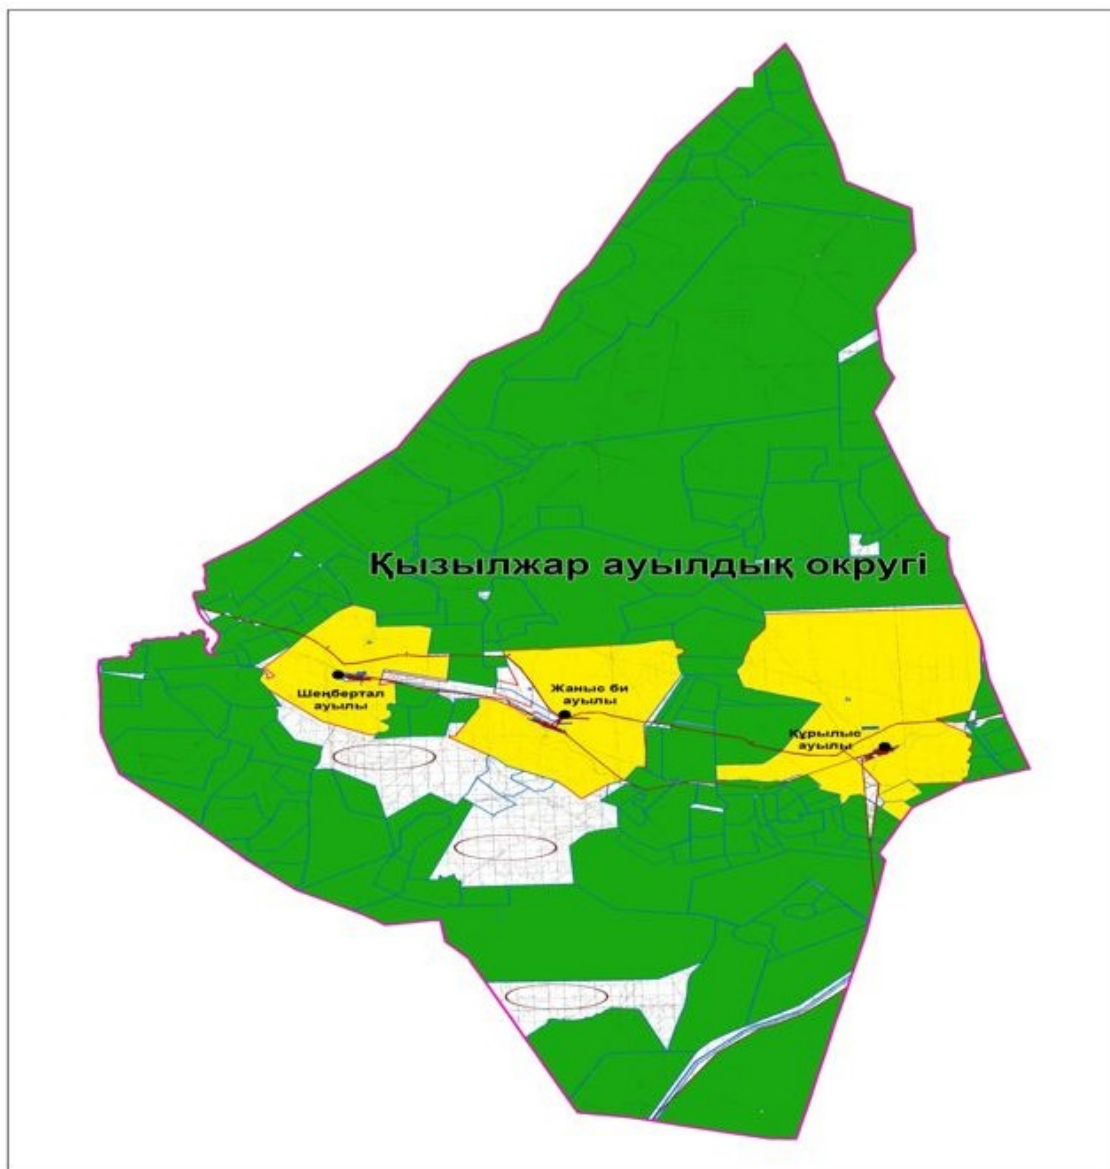 Қызылжар ауылдық округі
Шеңбертал
ауылы
Жаныс би
ауылы
Құрылыс
ауылы